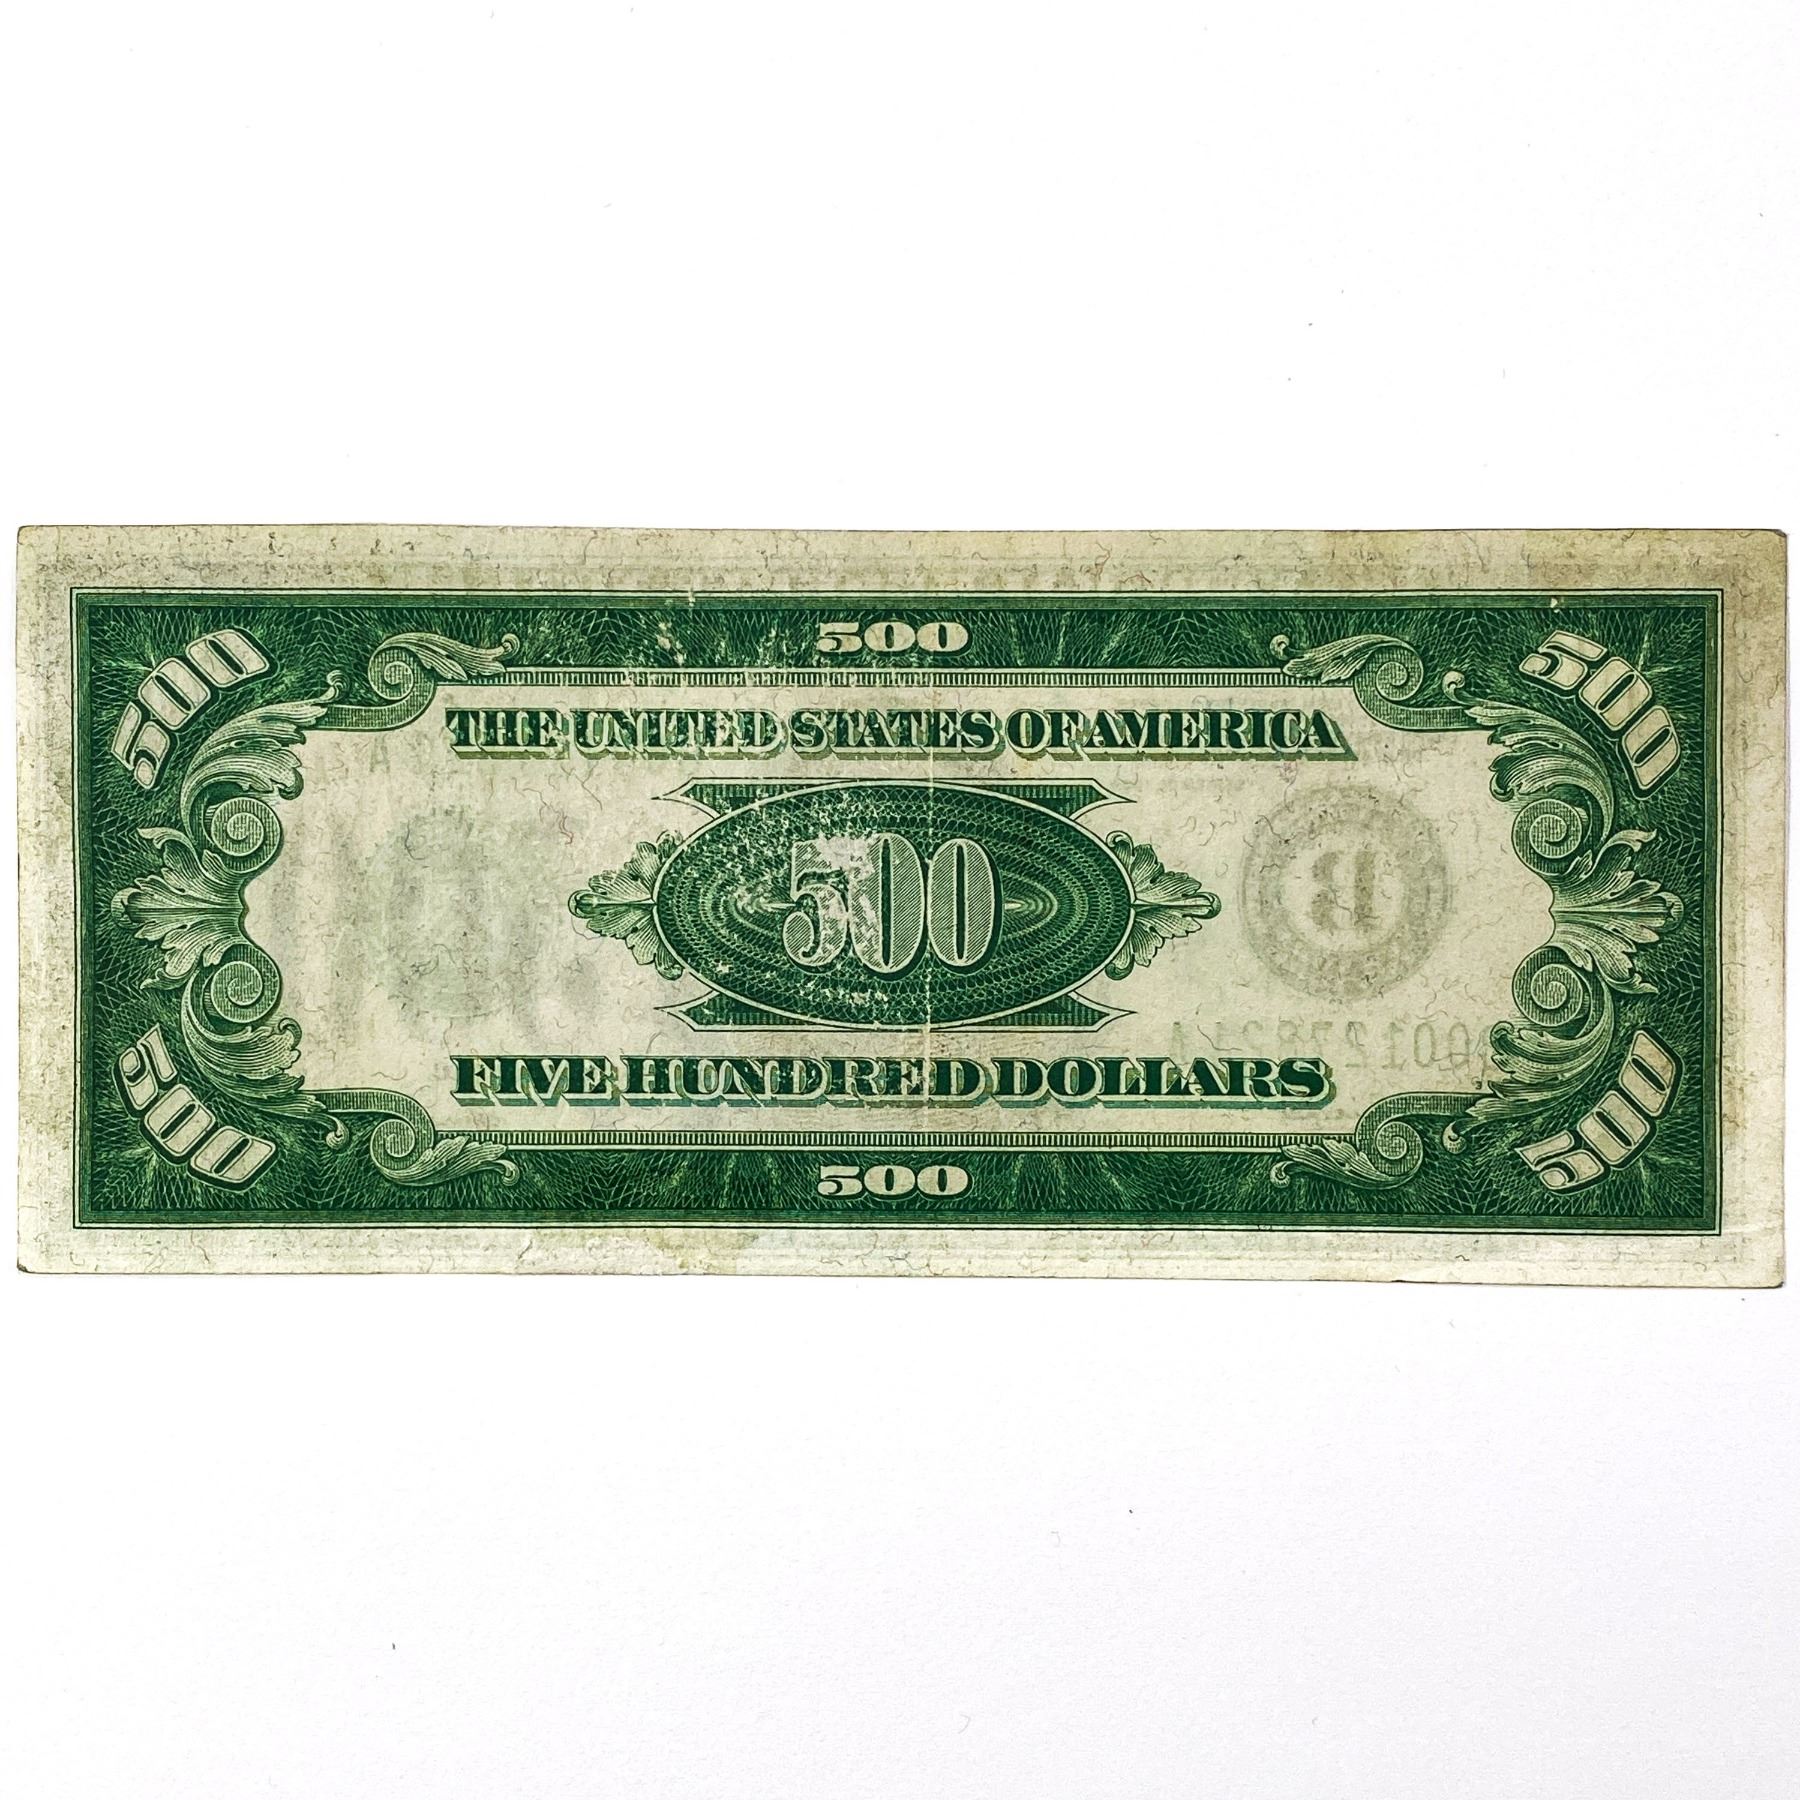 500 500 500
THE UNITED STATES OF AMERICA
500
B
FIVE HUNDRED DOLLARS
500 500 500